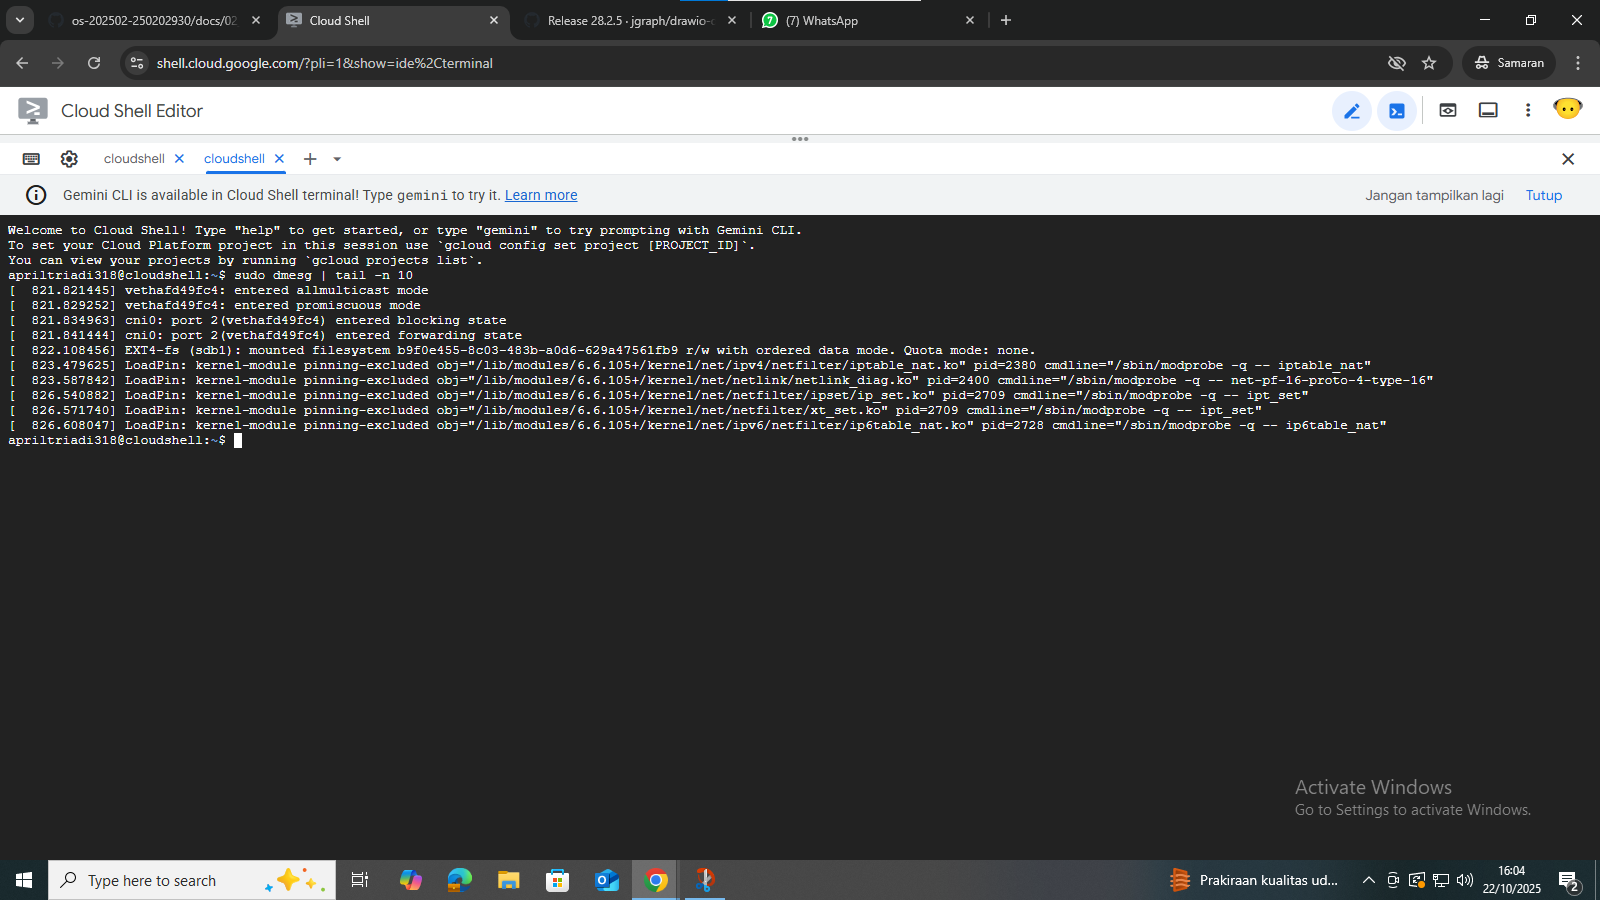 os-202502-250202930/docs/02
Cloud Shell
Release 28.2.5 · jgraph/drawio-
(7) WhatsApp
shell.cloud.google.com/?pli=1&show=ide%2Cterminal
Samaran
Cloud Shell Editor
cloudshell
cloudshell
Gemini CLI is available in Cloud Shell terminal! Type gemini to try it. Learn more
Jangan tampilkan lagi
Tutup
Welcome to Cloud Shell! Type "help" to get started, or type "gemini" to try prompting with Gemini CLI.
To set your Cloud Platform project in this session use `gcloud config set project [PROJECT_ID]`.
You can view your projects by running `gcloud projects list`.
apriltriadi318@cloudshell:~$ sudo dmesg | tail -n 10
[  821.821445] vethafd49fc4: entered allmulticast mode
[  821.829252] vethafd49fc4: entered promiscuous mode
[  821.834963] cni0: port 2(vethafd49fc4) entered blocking state
[  821.841444] cni0: port 2(vethafd49fc4) entered forwarding state
[  822.108456] EXT4-fs (sdb1): mounted filesystem b9f0e455-8c03-483b-a0d6-629a47561fb9 r/w with ordered data mode. Quota mode: none.
[  823.479625] LoadPin: kernel-module pinning-excluded obj="/lib/modules/6.6.105+/kernel/net/ipv4/netfilter/iptable_nat.ko" pid=2380 cmdline="/sbin/modprobe -q -- iptable_nat"
[  823.587842] LoadPin: kernel-module pinning-excluded obj="/lib/modules/6.6.105+/kernel/net/netlink/netlink_diag.ko" pid=2400 cmdline="/sbin/modprobe -q -- net-pf-16-proto-4-type-16"
[  826.540882] LoadPin: kernel-module pinning-excluded obj="/lib/modules/6.6.105+/kernel/net/netfilter/ipset/ip_set.ko" pid=2709 cmdline="/sbin/modprobe -q -- ipt_set"
[  826.571740] LoadPin: kernel-module pinning-excluded obj="/lib/modules/6.6.105+/kernel/net/netfilter/xt_set.ko" pid=2709 cmdline="/sbin/modprobe -q -- ipt_set"
[  826.608047] LoadPin: kernel-module pinning-excluded obj="/lib/modules/6.6.105+/kernel/net/ipv6/netfilter/ip6table_nat.ko" pid=2728 cmdline="/sbin/modprobe -q -- ip6table_nat"
apriltriadi318@cloudshell:~$
Activate Windows
Go to Settings to activate Windows.
Type here to search
Prakiraan kualitas ud...
16:04
22/10/2025
2